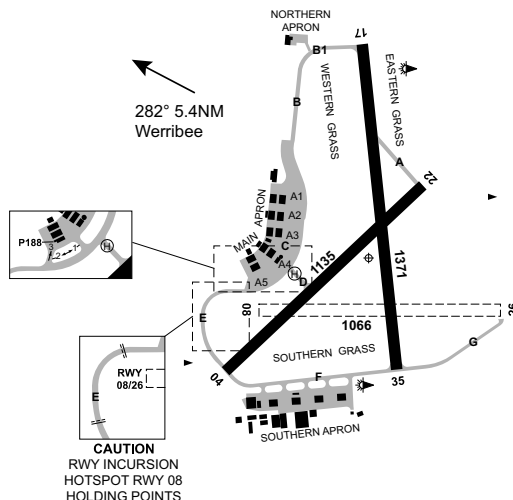 NORTHERN
APRON
17
B1
WESTERN GRASS
EASTERN GRASS
282° 5.4NM
Werribee
B
A
22
A1
A2
A3
MAIN APRON
C
A4
H
D
A5
1135
1371
P188
3
2
1
H
08
26
1066
E
SOUTHERN GRASS
G
RWY
08/26
E
04
F
35
SOUTHERN APRON
CAUTION
RWY INCURSION
HOTSPOT RWY 08
HOLDING POINTS